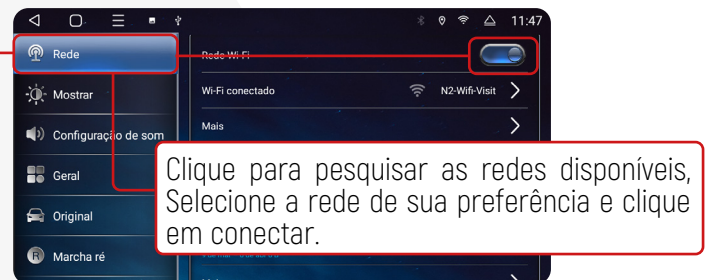 11:47
Rede
Rede Wi-Fi
Mostrar
Wi-Fi conectado N2-Wifi-Visit
Configuração de som
Mais
Geral
Clique para pesquisar as redes disponíveis,
Selecione a rede de sua preferência e clique
em conectar.
Original
Marcha ré